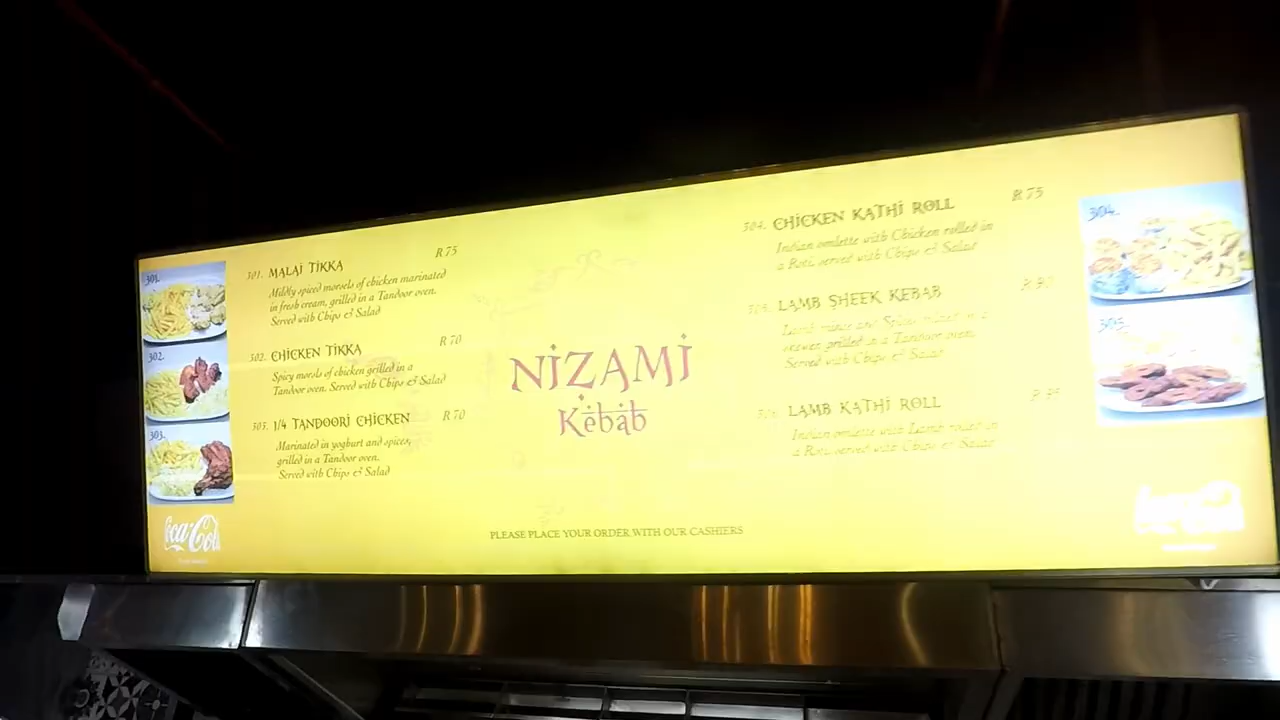 301.
302.
303.
301. MALAI TIKKA R 75
Mildly spiced morsels of chicken marinated
in fresh cream, grilled in a Tandoor oven.
Served with Chips & Salad
302. CHICKEN TIKKA R 70
Spicy morsls of chicken grilled in a
Tandoor oven. Served with Chips & Salad
303. 1/4 TANDOORI CHICKEN R 70
Marinated in yoghurt and spices,
grilled in a Tandoor oven.
Served with Chips & Salad
Coca-Cola
NIZAMI
Kebab
PLEASE PLACE YOUR ORDER WITH OUR CASHIERS
304. CHICKEN KATHI ROLL R 75
Indian omlette with Chicken rolled in
a Roti, served with Chips & Salad
305. LAMB SHEEK KEBAB R 90
Lamb mince and Spices
grilled in a Tandoor oven.
Served with Chips & Salad
306. LAMB KATHI ROLL
Indian omlette with Lamb rolled in
a Roti, served with Chips & Salad
304.
305.